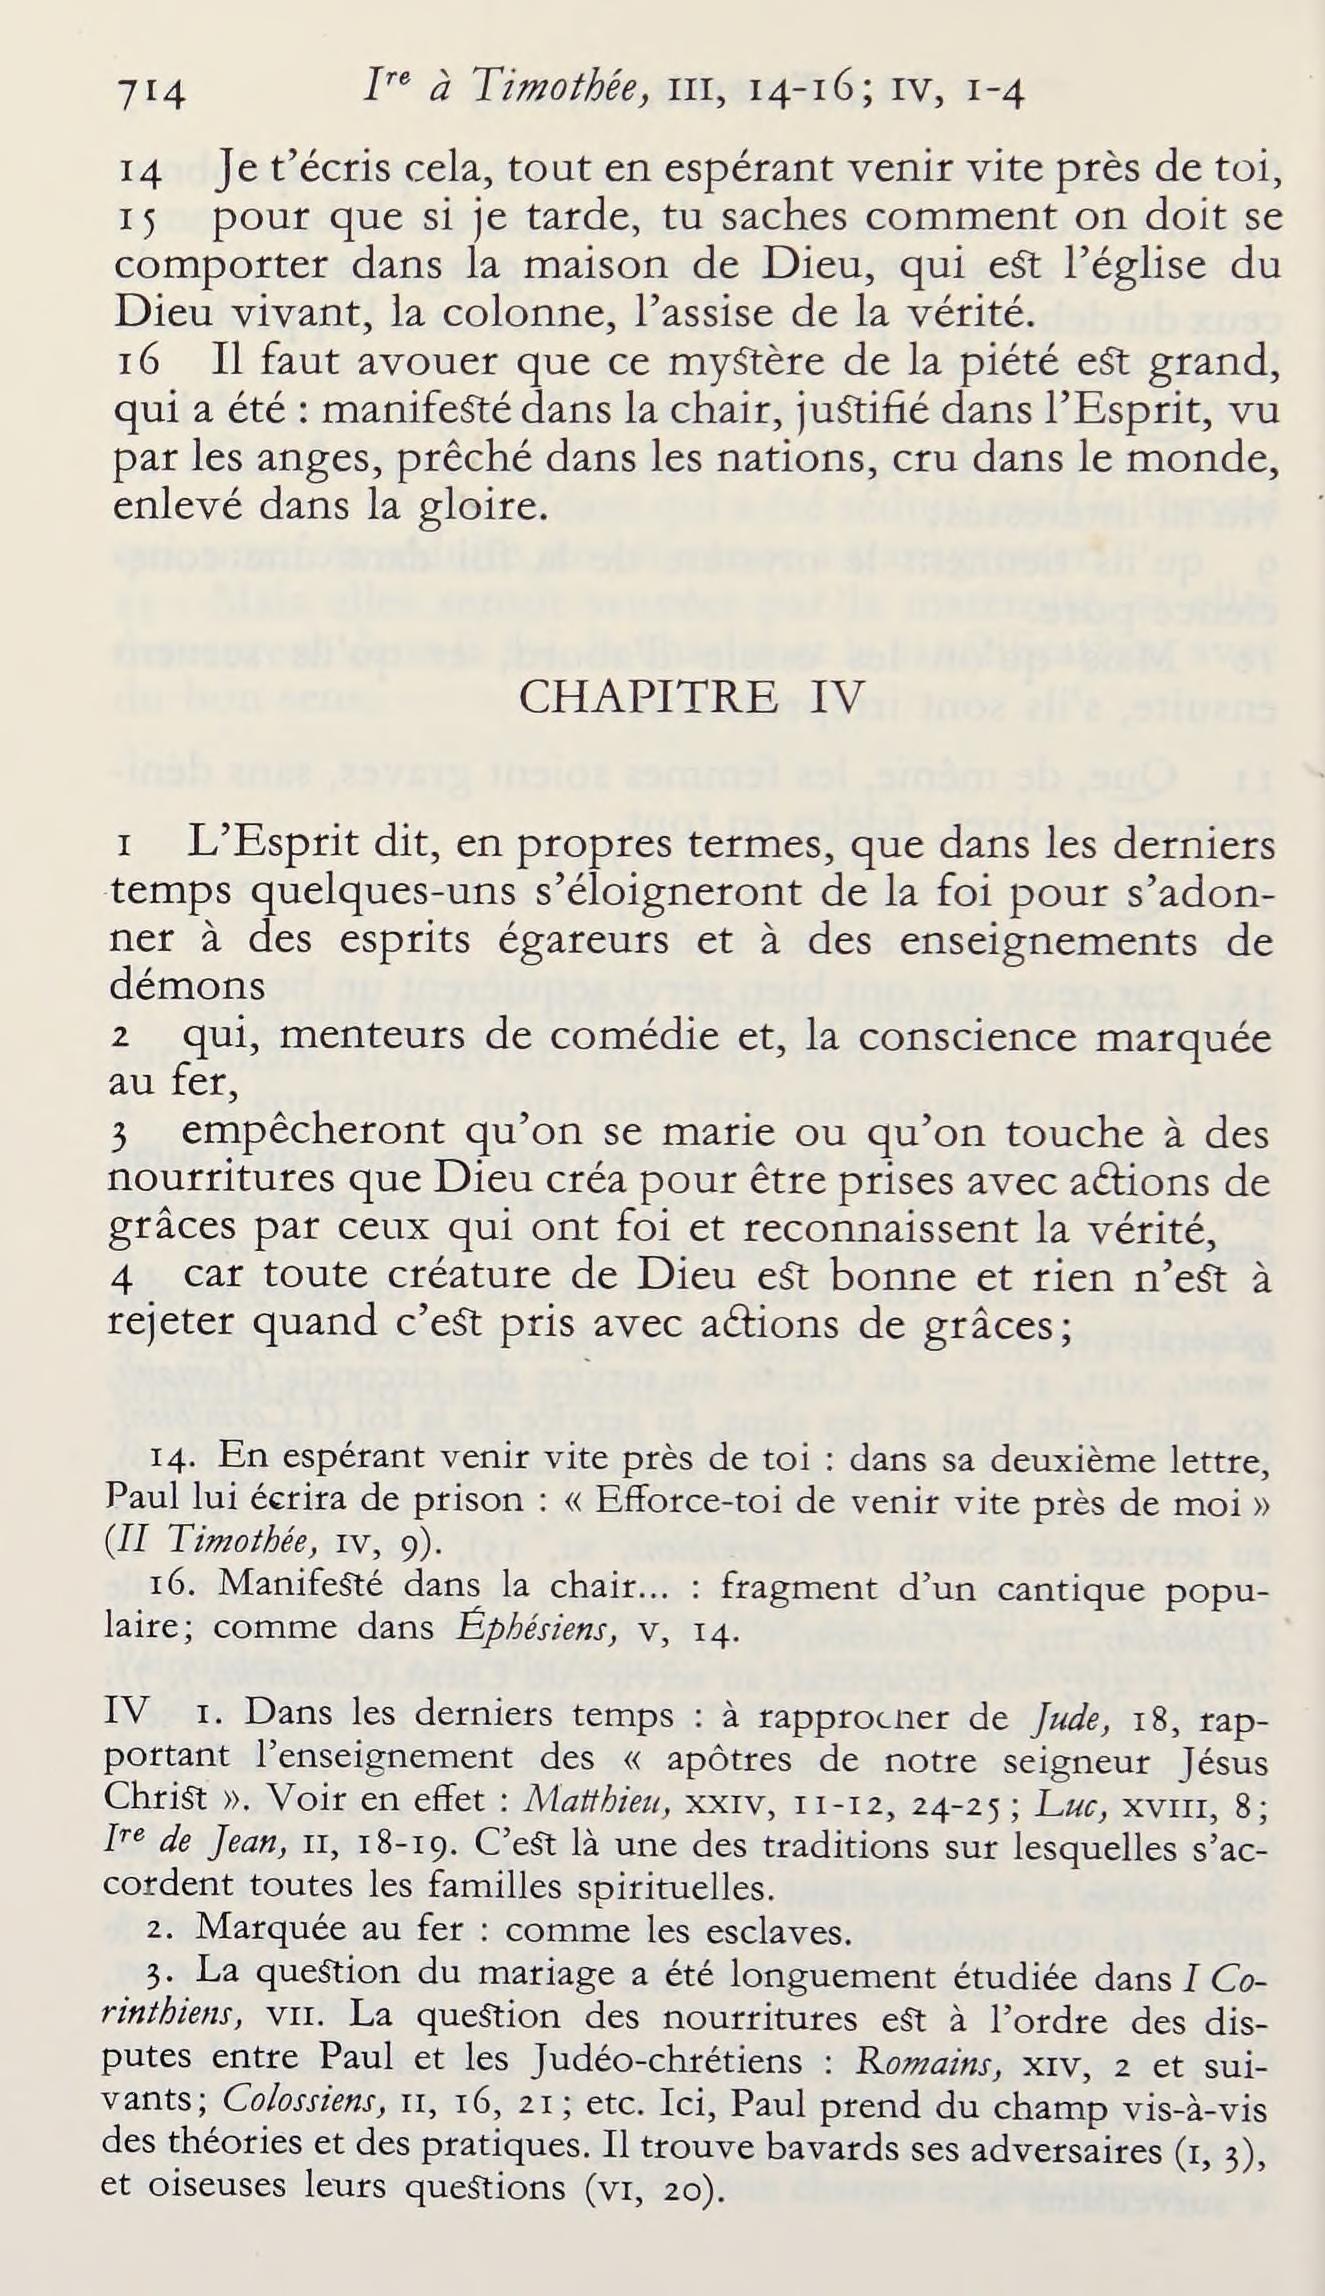 714 Iʳᵉ à Timothée, III, 14-16; IV, 1-4
14 Je t’écris cela, tout en espérant venir vite près de toi,
15 pour que si je tarde, tu saches comment on doit se
comporter dans la maison de Dieu, qui est l’église du
Dieu vivant, la colonne, l’assise de la vérité.
16 Il faut avouer que ce mystère de la piété est grand,
qui a été : manifesté dans la chair, justifié dans l’Esprit, vu
par les anges, prêché dans les nations, cru dans le monde,
enlevé dans la gloire.
CHAPITRE IV
1 L’Esprit dit, en propres termes, que dans les derniers
temps quelques-uns s’éloigneront de la foi pour s’adon-
ner à des esprits égareurs et à des enseignements de
démons
2 qui, menteurs de comédie et, la conscience marquée
au fer,
3 empêcheront qu’on se marie ou qu’on touche à des
nourritures que Dieu créa pour être prises avec actions de
grâces par ceux qui ont foi et reconnaissent la vérité,
4 car toute créature de Dieu est bonne et rien n’est à
rejeter quand c’est pris avec actions de grâces;
14. En espérant venir vite près de toi : dans sa deuxième lettre,
Paul lui écrira de prison : « Efforce-toi de venir vite près de moi »
(II Timothée, IV, 9).
16. Manifesté dans la chair... : fragment d’un cantique popu-
laire; comme dans Éphésiens, V, 14.
IV 1. Dans les derniers temps : à rapprocher de Jude, 18, rap-
portant l’enseignement des « apôtres de notre seigneur Jésus
Christ ». Voir en effet : Matthieu, XXIV, 11-12, 24-25; Luc, XVIII, 8;
Iʳᵉ de Jean, II, 18-19. C’est là une des traditions sur lesquelles s’ac-
cordent toutes les familles spirituelles.
2. Marquée au fer : comme les esclaves.
3. La question du mariage a été longuement étudiée dans I Co-
rinthiens, VII. La question des nourritures est à l’ordre des dis-
putes entre Paul et les Judéo-chrétiens : Romains, XIV, 2 et sui-
vants; Colossiens, II, 16, 21; etc. Ici, Paul prend du champ vis-à-vis
des théories et des pratiques. Il trouve bavards ses adversaires (I, 3),
et oiseuses leurs questions (VI, 20).